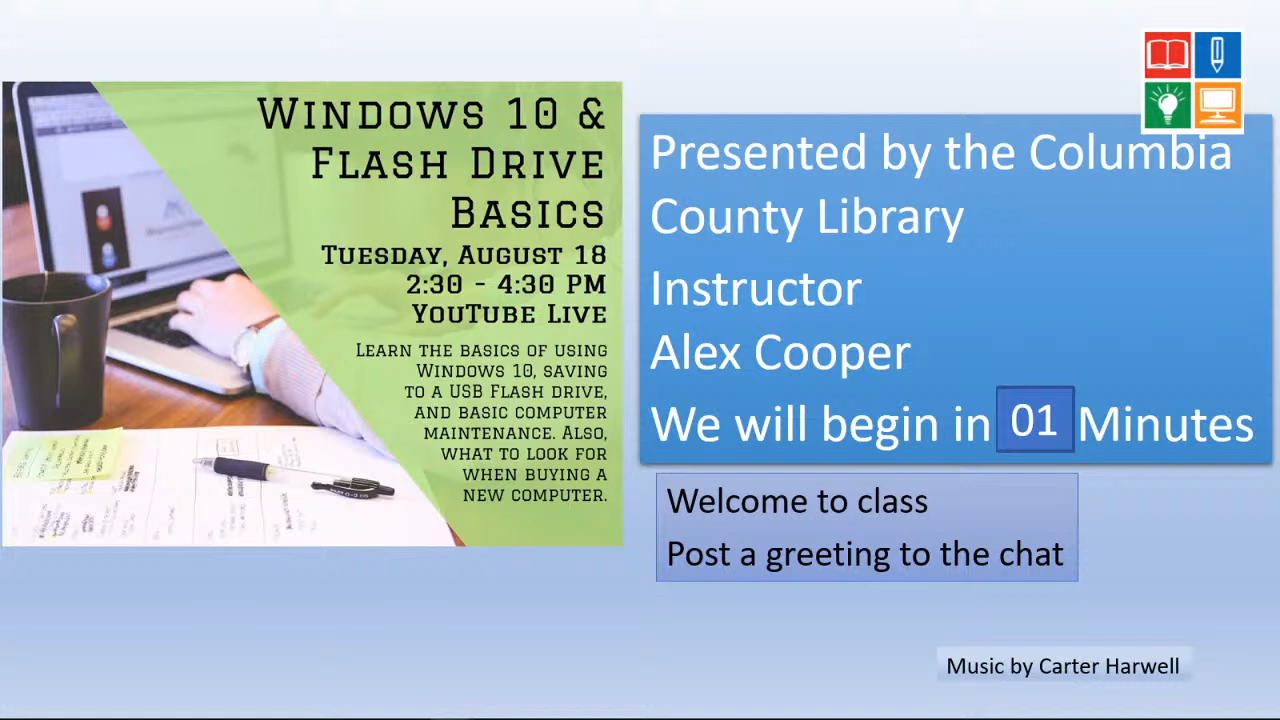 Windows 10 &
Flash Drive
Basics
Tuesday, August 18
2:30 - 4:30 PM
YouTube Live
Learn the basics of using
Windows 10, saving
to a USB Flash drive,
and basic computer
maintenance. Also,
what to look for
when buying a
new computer.
Presented by the Columbia
County Library
Instructor
Alex Cooper
We will begin in 01 Minutes
Welcome to class
Post a greeting to the chat
Music by Carter Harwell